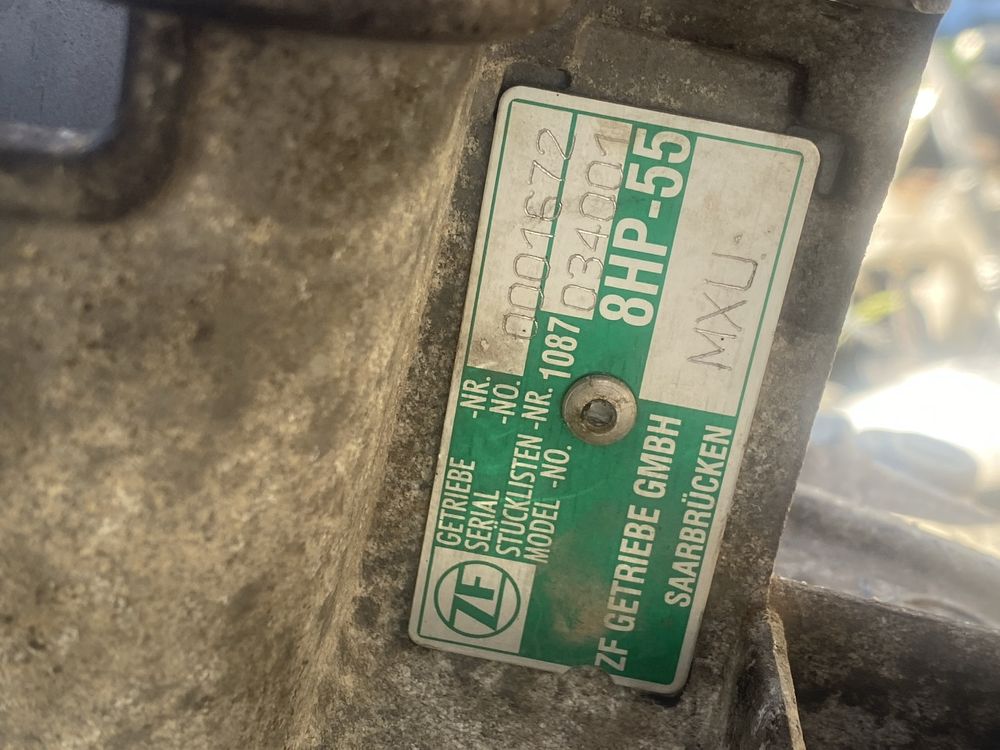 GETRIEBE -NR.
SERIAL -NO. 0001672
STÜCKLISTEN -NR. 1087
MODEL -NO. 034001
8HP-55
ZF GETRIEBE GMBH
SAARBRÜCKEN
MXU
ZF